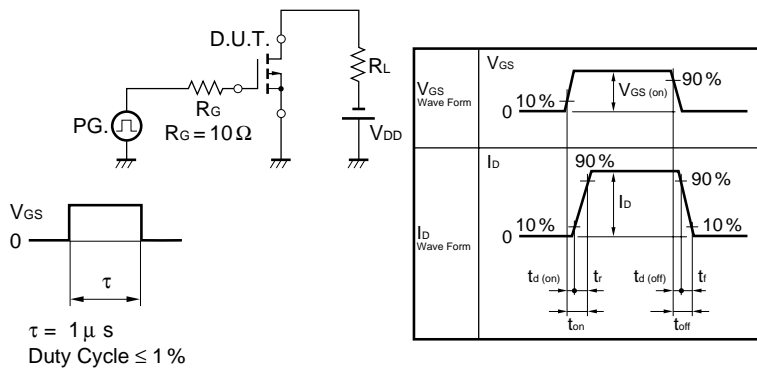 D.U.T.
RL
RG
RG = 10 Ω
PG.
VDD
VGS
0
τ
τ = 1 μ s
Duty Cycle ≤ 1 %
VGS
Wave Form
VGS
10 %
0
VGS (on)
90 %
ID
Wave Form
ID
90 %
90 %
ID
10 %
0
10 %
td (on)
tr
td (off)
tf
ton
toff